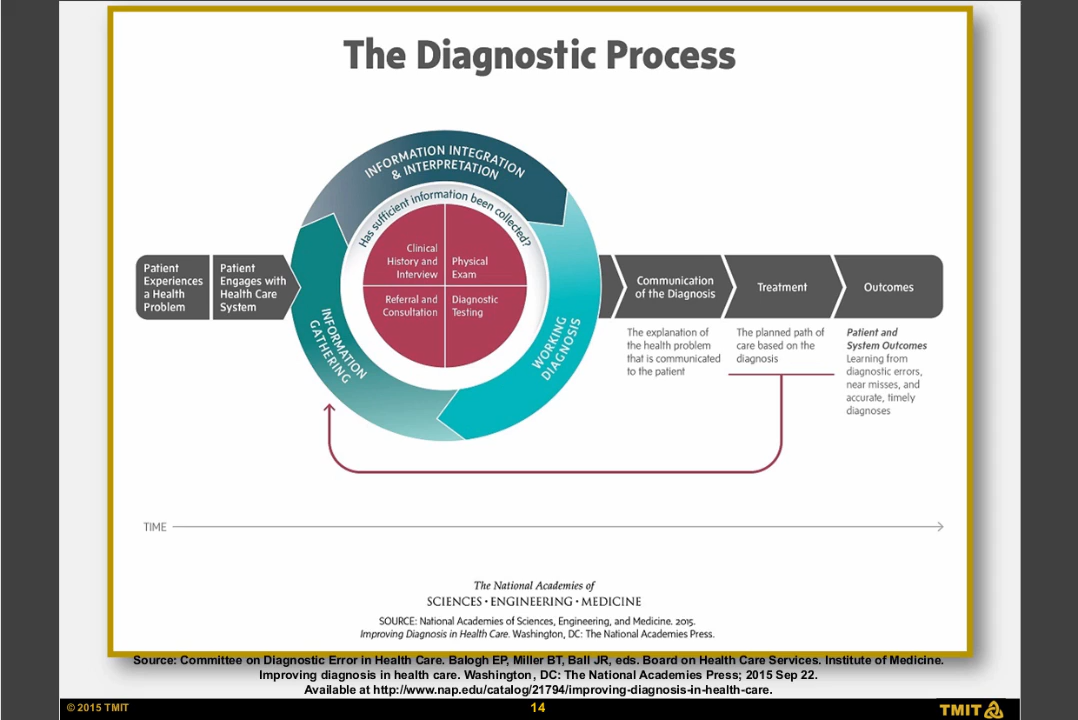 The Diagnostic Process
INFORMATION INTEGRATION
& INTERPRETATION
Has sufficient information been collected?
Clinical
History and
Interview
Physical
Exam
Referral and
Consultation
Diagnostic
Testing
INFORMATION
GATHERING
WORKING
DIAGNOSIS
Patient
Experiences
a Health
Problem
Patient
Engages with
Health Care
System
Communication
of the Diagnosis
Treatment
Outcomes
The explanation of
the health problem
that is communicated
to the patient
The planned path of
care based on the
diagnosis
Patient and
System Outcomes
Learning from
diagnostic errors,
near misses, and
accurate, timely
diagnoses
TIME
The National Academies of
SCIENCES • ENGINEERING • MEDICINE
SOURCE: National Academies of Sciences, Engineering, and Medicine. 2015.
Improving Diagnosis in Health Care. Washington, DC: The National Academies Press.
Source: Committee on Diagnostic Error in Health Care. Balogh EP, Miller BT, Ball JR, eds. Board on Health Care Services. Institute of Medicine.
Improving diagnosis in health care. Washington, DC: The National Academies Press; 2015 Sep 22.
Available at http://www.nap.edu/catalog/21794/improving-diagnosis-in-health-care.
© 2015 TMIT
14
TMIT